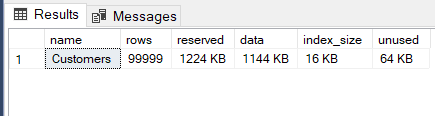 Results Messages
name rows reserved data index_size unused
1 Customers 99999 1224 KB 1144 KB 16 KB 64 KB